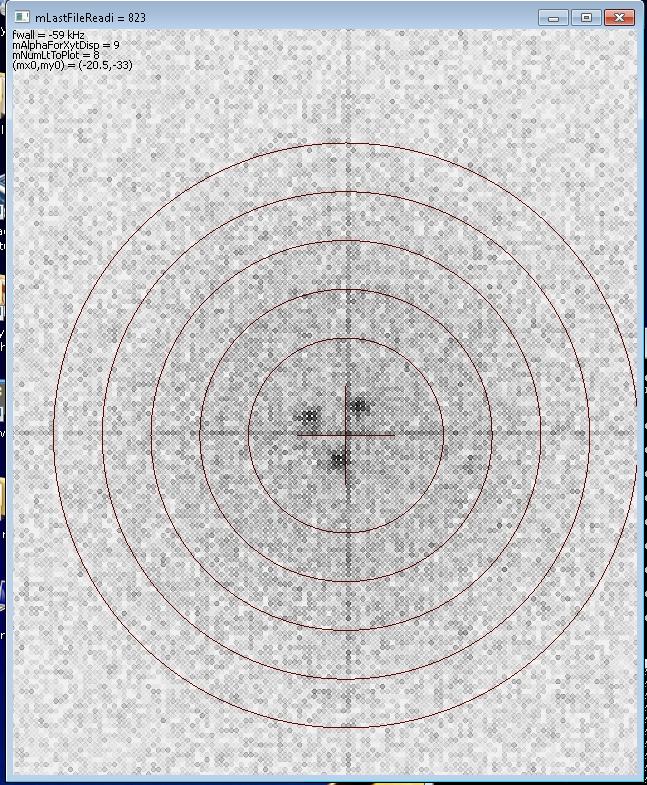 mLastFileReadi = 823
fwall = -59 kHz
mAlphaForXytDisp = 9
mNumLtToPlot = 8
(mx0,my0) = (-20.5,-33)